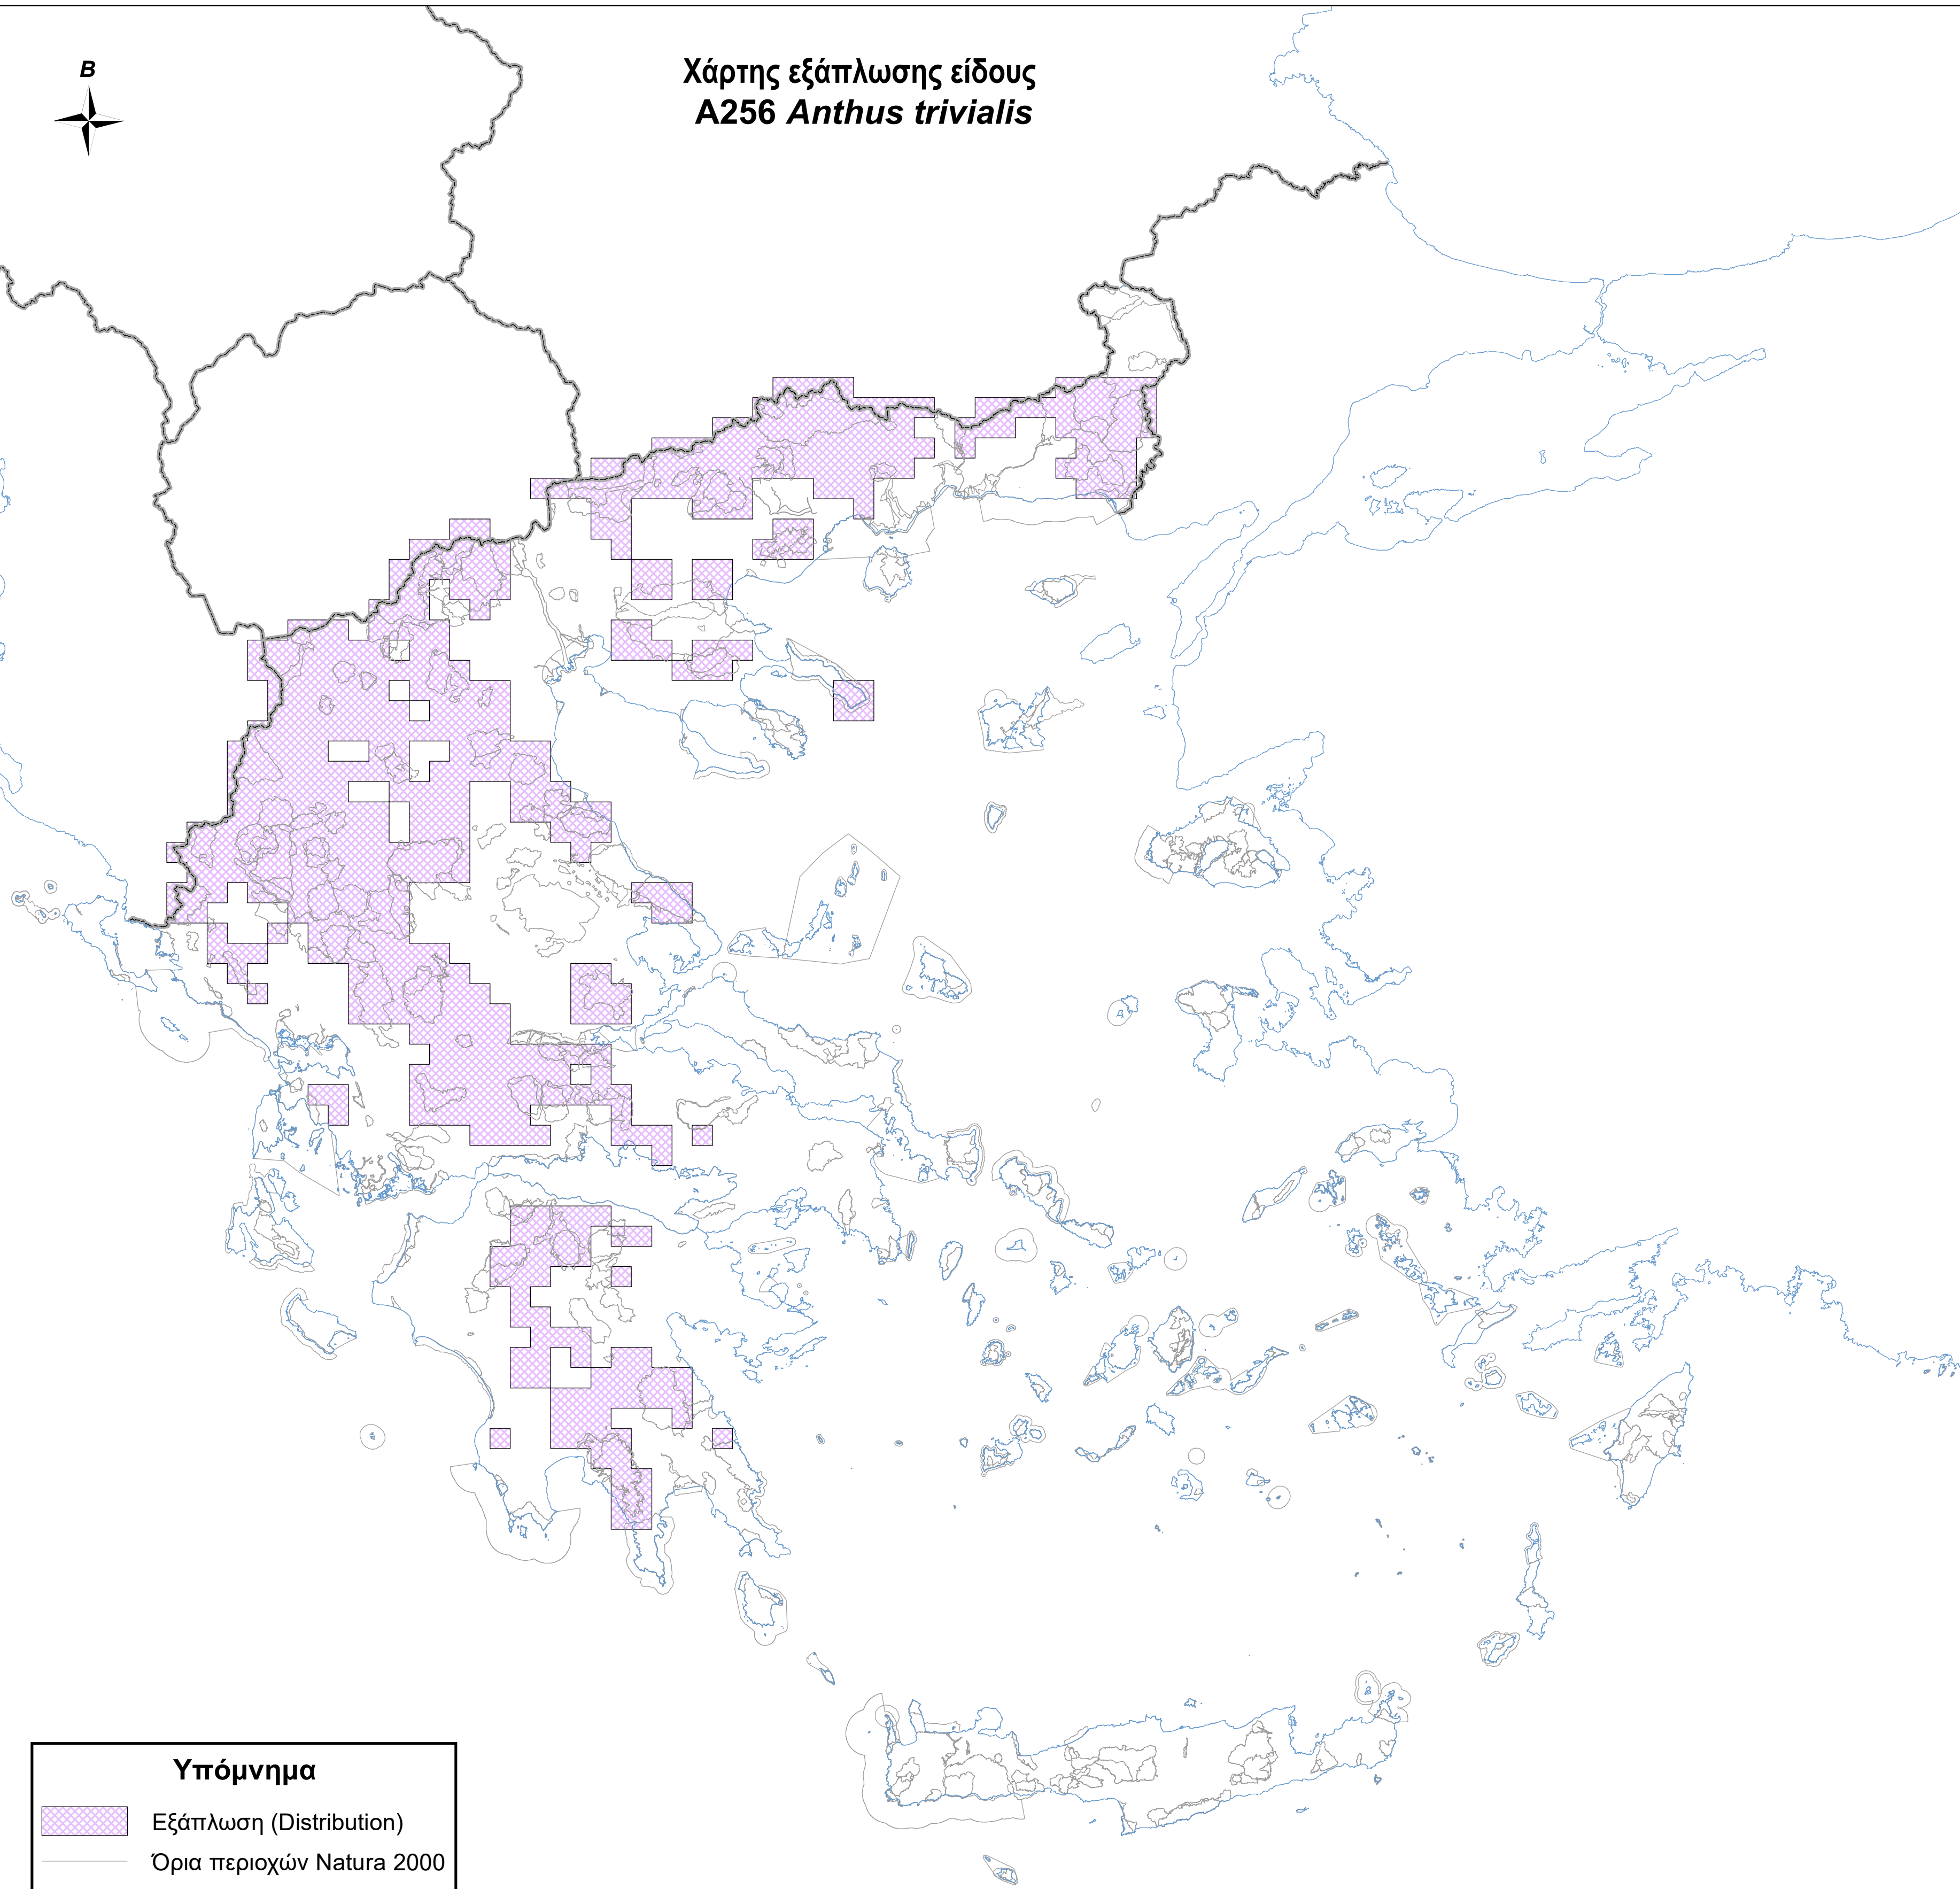 B
Χάρτης εξάπλωσης είδους
A256 Anthus trivialis
Υπόμνημα
Εξάπλωση (Distribution)
Όρια περιοχών Natura 2000